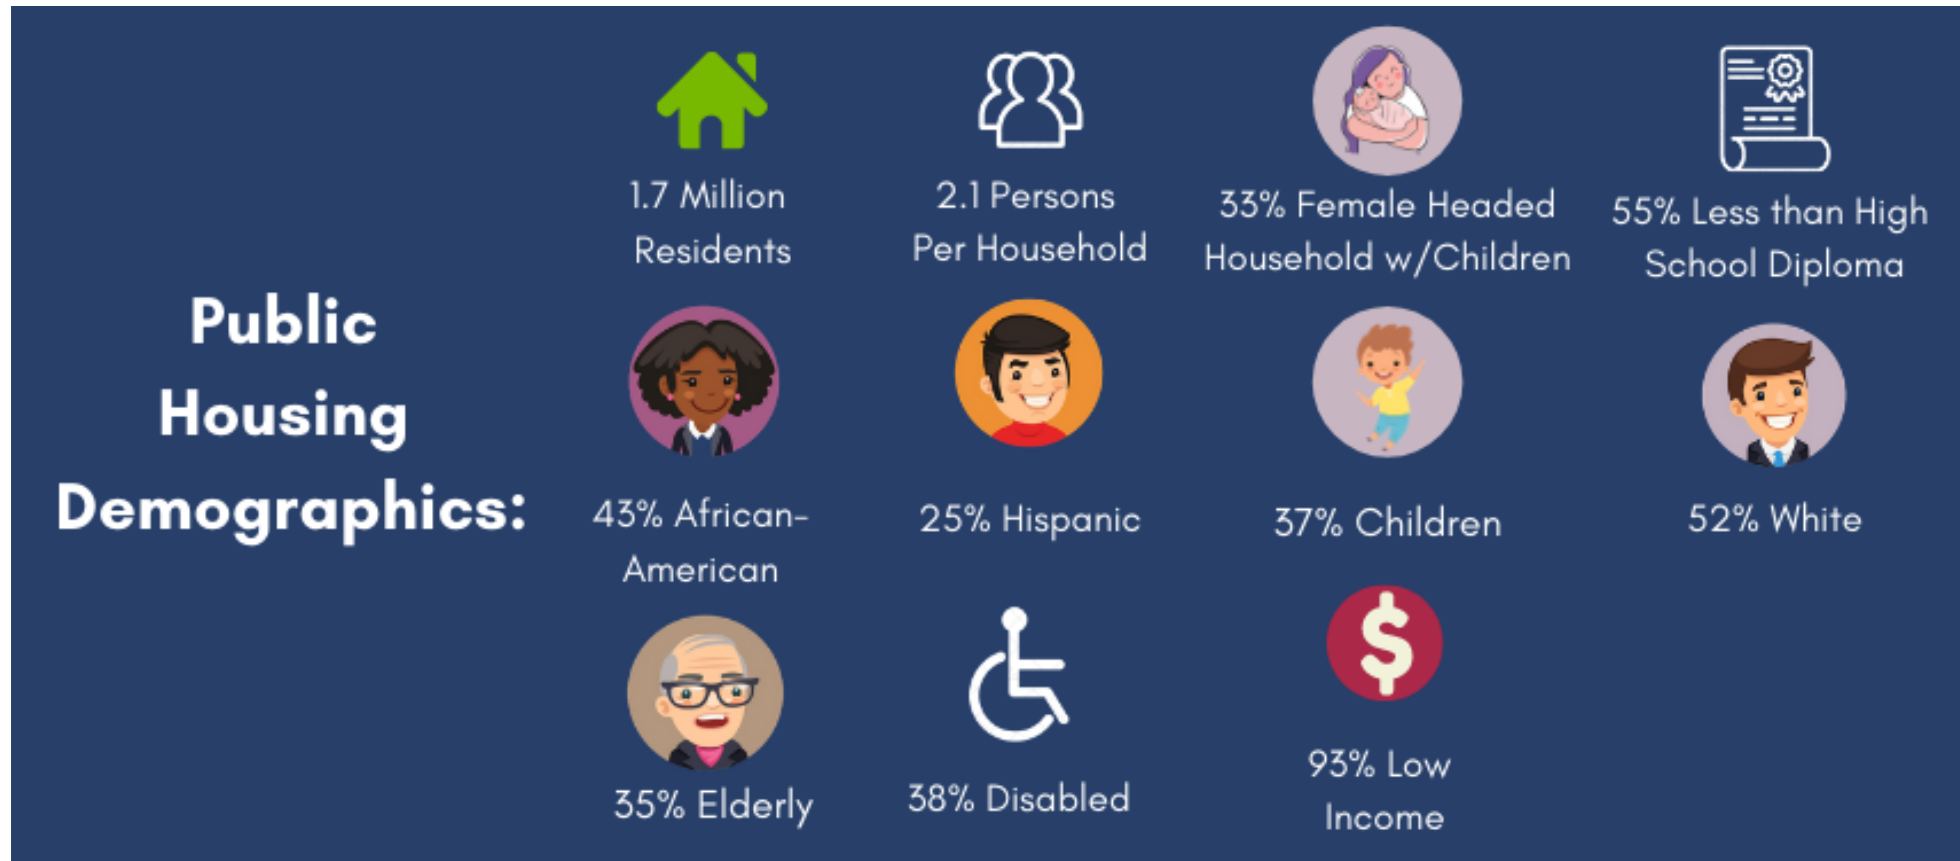 Public
Housing
Demographics:
1.7 Million
Residents
2.1 Persons
Per Household
33% Female Headed
Household w/Children
55% Less than High
School Diploma
43% African-
American
25% Hispanic
37% Children
52% White
35% Elderly
38% Disabled
$
93% Low
Income